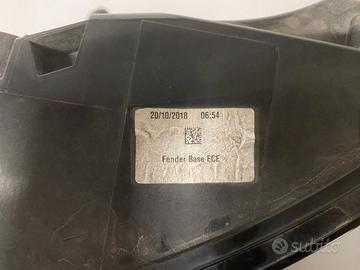 20/10/2018 06:54
Fender Base ECE
subito